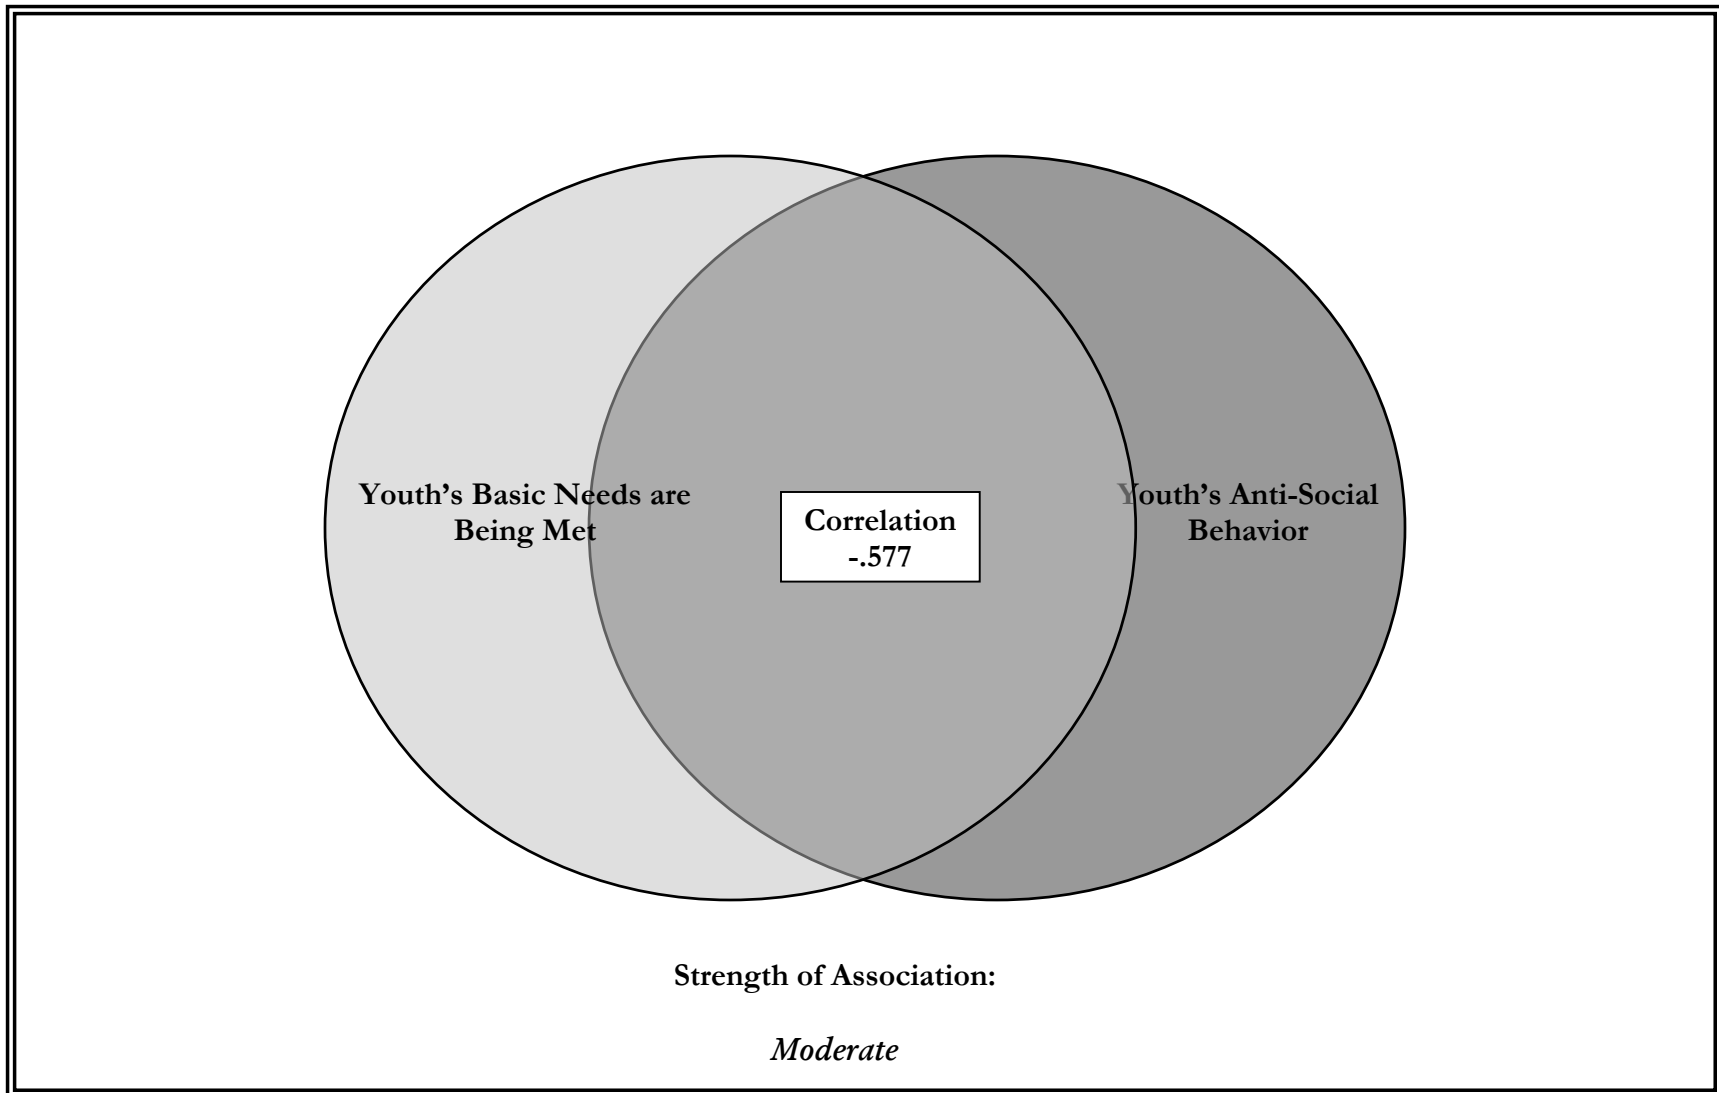 Youth’s Basic Needs are
Being Met
Correlation
-.577
Youth’s Anti-Social
Behavior
Strength of Association:
Moderate